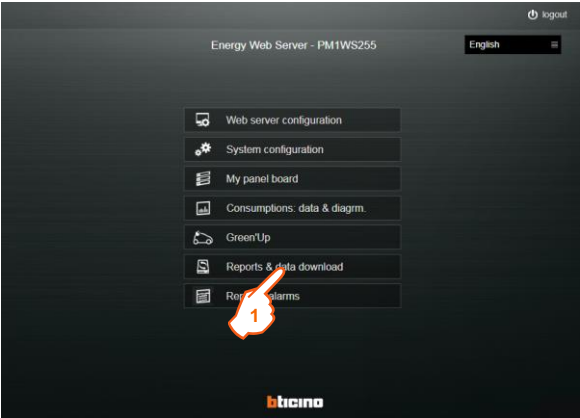 logout
Energy Web Server - PM1WS255
English
Web server configuration
System configuration
My panel board
Consumptions: data & diagrm.
Green'Up
Reports & data download
alarms
1
bticino